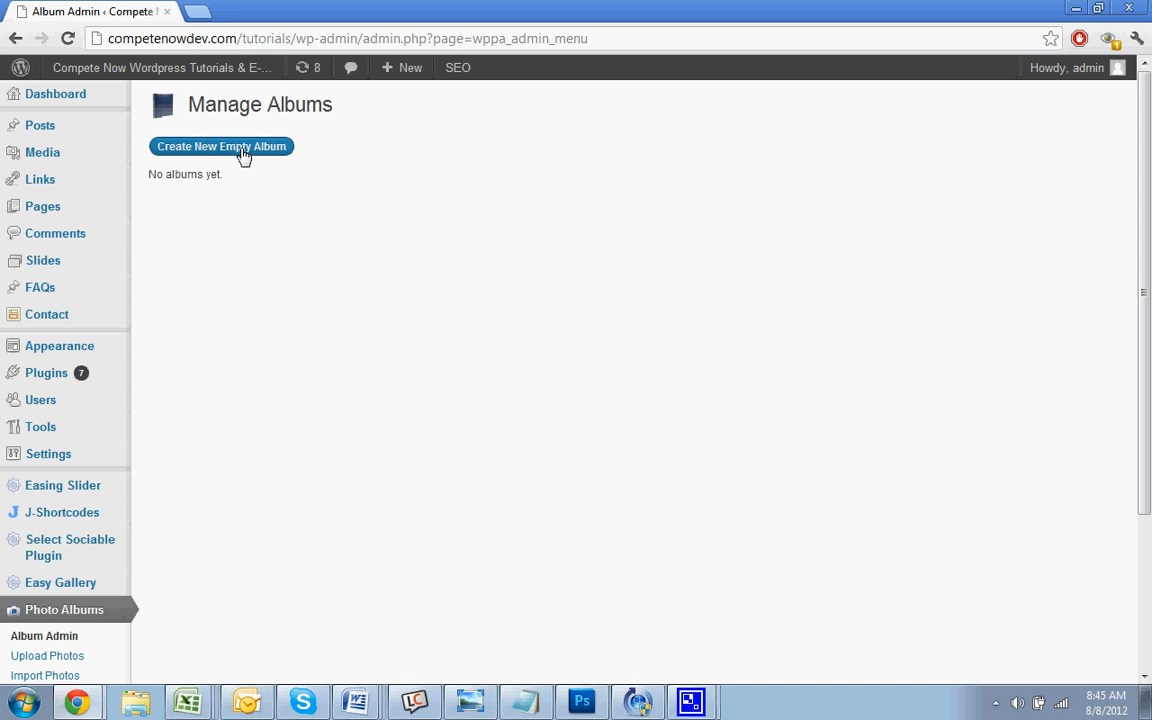 Album Admin ‹ Compete N
competenowdev.com/tutorials/wp-admin/admin.php?page=wppa_admin_menu
1
Compete Now Wordpress Tutorials & E-... 8 + New SEO Howdy, admin
Dashboard
Posts
Media
Links
Pages
Comments
Slides
FAQs
Contact
Appearance
Plugins 7
Users
Tools
Settings
Easing Slider
J J-Shortcodes
Select Sociable
Plugin
Easy Gallery
Photo Albums
Album Admin
Upload Photos
Import Photos
Manage Albums
Create New Empty Album
No albums yet.
LC
Ps
8:45 AM
8/8/2012